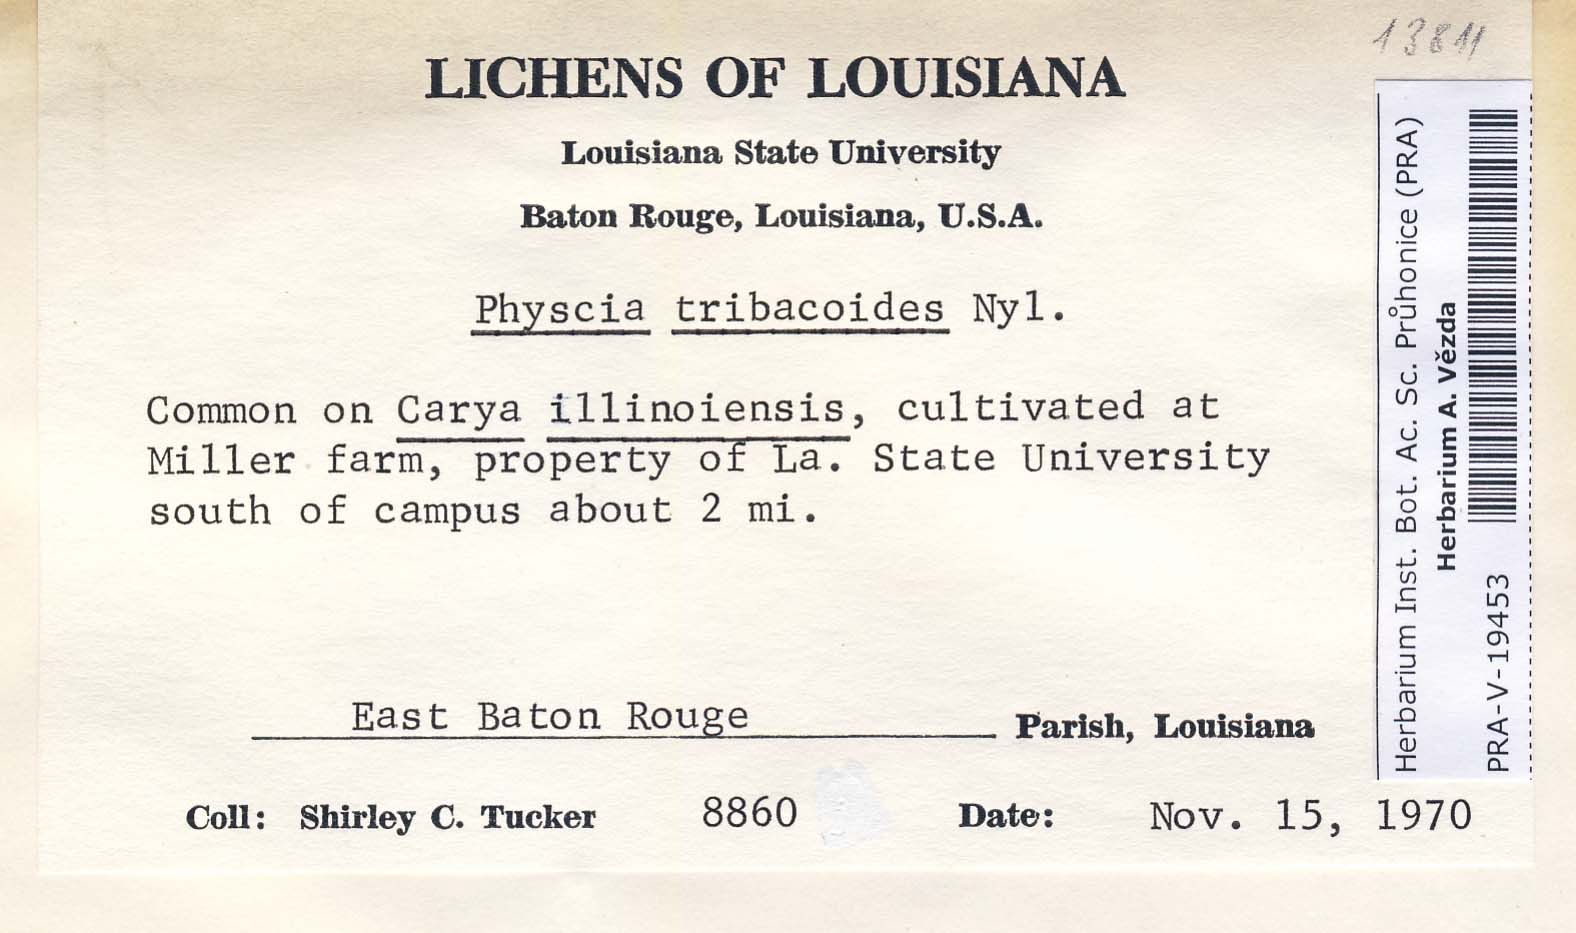 13811
LICHENS OF LOUISIANA
Louisiana State University
Baton Rouge, Louisiana, U.S.A.
Physcia tribacoides Nyl.
Common on Carya illinoiensis, cultivated at
Miller farm, property of La. State University
south of campus about 2 mi.
East Baton Rouge Parish, Louisiana
Coll: Shirley C. Tucker 8860 Date: Nov. 15, 1970
Herbarium Inst. Bot. Ac. Sc. Průhonice (PRA)
Herbarium A. Vězda
PRA-V-19453